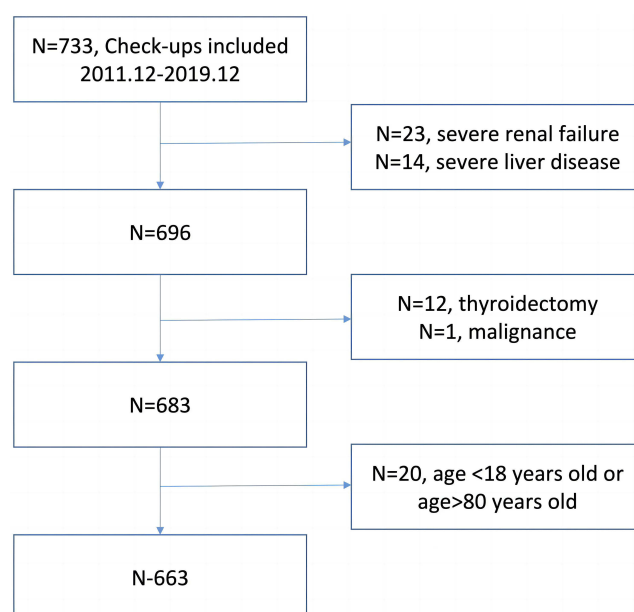 N=733, Check-ups included
2011.12-2019.12
N=23, severe renal failure
N=14, severe liver disease
N=696
N=12, thyroidectomy
N=1, malignance
N=683
N=20, age <18 years old or
age>80 years old
N-663